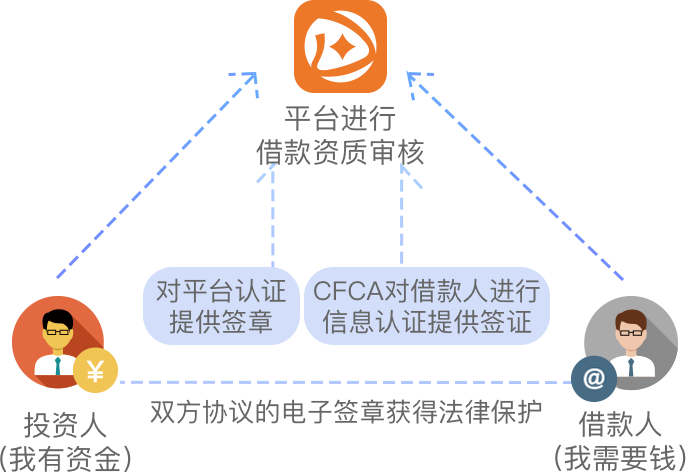 平台进行
借款资质审核
对平台认证
提供签章
CFCA对借款人进行
信息认证提供签证
¥
@
双方协议的电子签章获得法律保护
投资人
(我有资金)
借款人
(我需要钱)